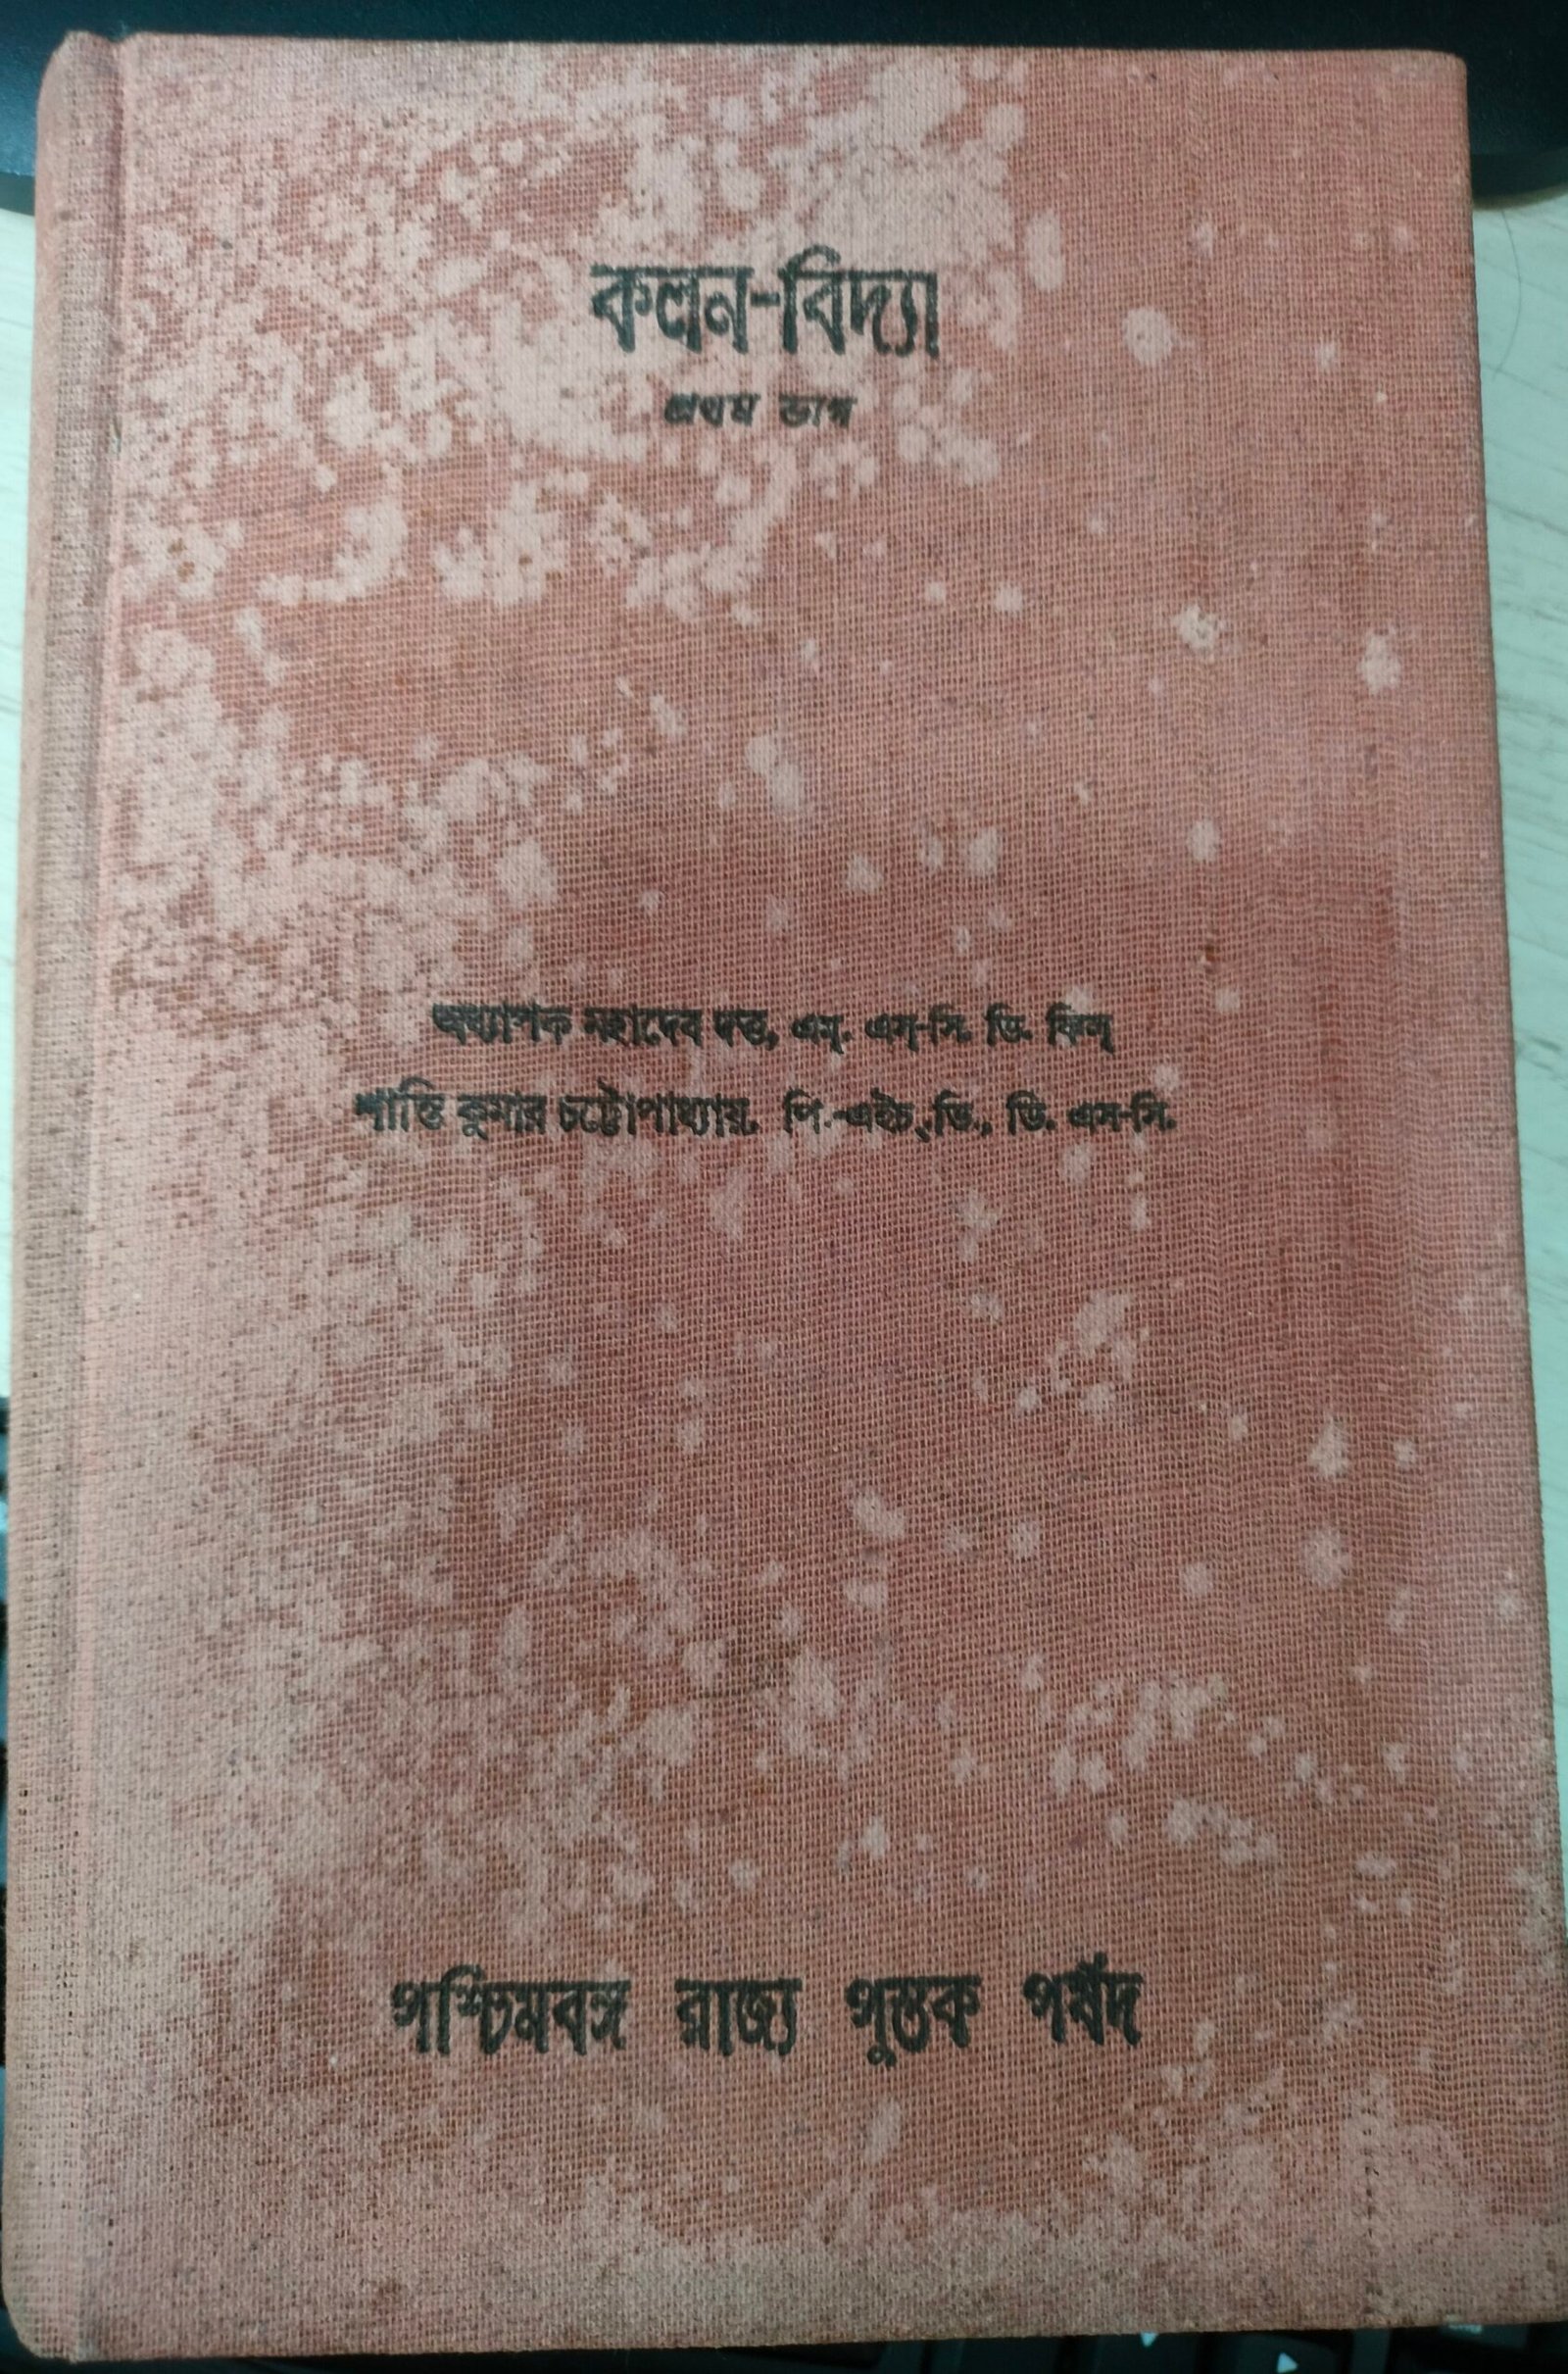 কলন-বিদ্যা
প্রথম ভাগ
অধ্যাপক মহাদেব দত্ত, এম্. এস্-সি. ডি. ফিল্
শান্তি কুমার চট্টোপাধ্যায়, পি.-এইচ্.ডি., ডি. এস-সি.
পশ্চিমবঙ্গ রাজ্য পুস্তক পর্ষদ